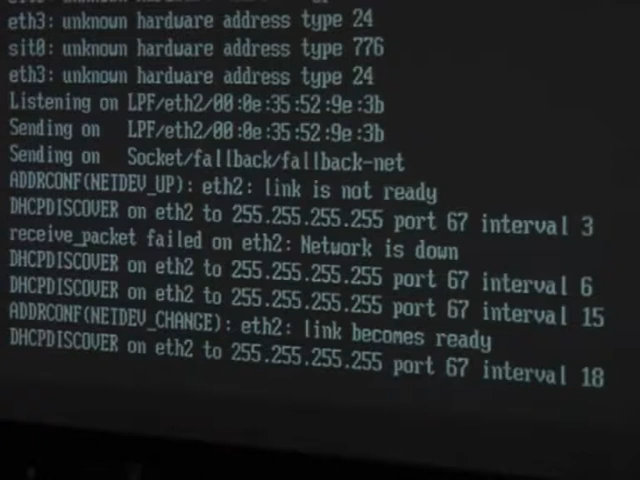 eth3: unknown hardware address type 24
sit0: unknown hardware address type 776
eth3: unknown hardware address type 24
Listening on LPF/eth2/00:0e:35:52:9e:3b
Sending on   LPF/eth2/00:0e:35:52:9e:3b
Sending on   Socket/fallback/fallback-net
ADDRCONF(NETDEV_UP): eth2: link is not ready
DHCPDISCOVER on eth2 to 255.255.255.255 port 67 interval 3
receive_packet failed on eth2: Network is down
DHCPDISCOVER on eth2 to 255.255.255.255 port 67 interval 6
DHCPDISCOVER on eth2 to 255.255.255.255 port 67 interval 15
ADDRCONF(NETDEV_CHANGE): eth2: link becomes ready
DHCPDISCOVER on eth2 to 255.255.255.255 port 67 interval 18